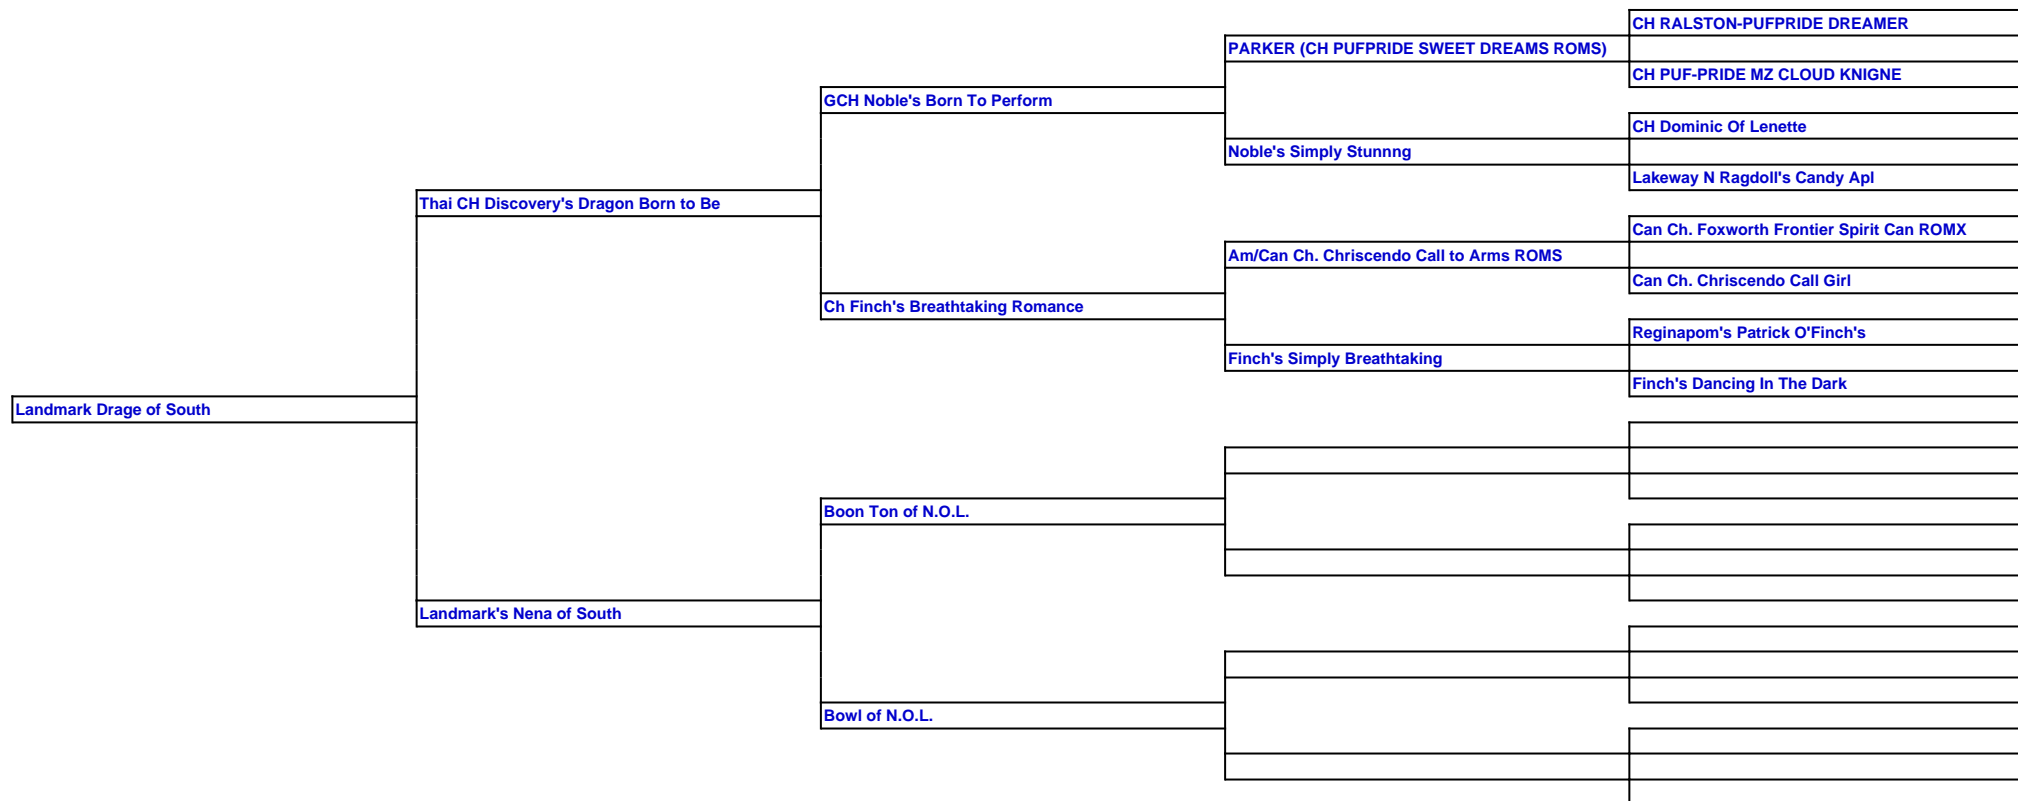 CH RALSTON-PUFPRIDE DREAMER
PARKER (CH PUFPRIDE SWEET DREAMS ROMS)
CH PUF-PRIDE MZ CLOUD KNIGNE
GCH Noble's Born To Perform
CH Dominic Of Lenette
Noble's Simply Stunnng
Lakeway N Ragdoll's Candy Apl
Thai CH Discovery's Dragon Born to Be
Can Ch. Foxworth Frontier Spirit Can ROMX
Am/Can Ch. Chriscendo Call to Arms ROMS
Can Ch. Chriscendo Call Girl
Ch Finch's Breathtaking Romance
Reginapom's Patrick O'Finch's
Finch's Simply Breathtaking
Finch's Dancing In The Dark
Landmark Drage of South
Boon Ton of N.O.L.
Landmark's Nena of South
Bowl of N.O.L.